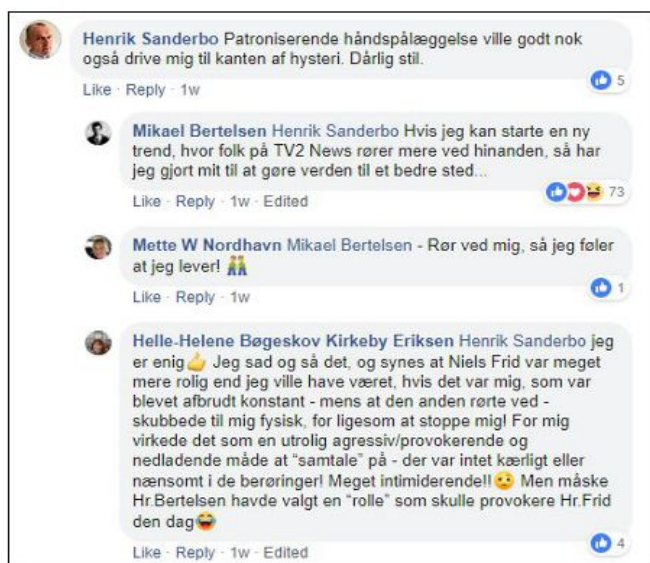 Henrik Sanderbo Patroniserende håndspålæggelse ville godt nok
også drive mig til kanten af hysteri. Dårlig stil.
5
Like · Reply · 1w
Mikael Bertelsen Henrik Sanderbo Hvis jeg kan starte en ny
trend, hvor folk på TV2 News rører mere ved hinanden, så har
jeg gjort mit til at gøre verden til et bedre sted...
73
Like · Reply · 1w · Edited
Mette W Nordhavn Mikael Bertelsen - Rør ved mig, så jeg føler
at jeg lever! 👬
1
Like · Reply · 1w
Helle-Helene Bøgeskov Kirkeby Eriksen Henrik Sanderbo jeg
er enig👍 Jeg sad og så det, og synes at Niels Frid var meget
mere rolig end jeg ville have været, hvis det var mig, som var
blevet afbrudt konstant - mens at den anden rørte ved -
skubbede til mig fysisk, for ligesom at stoppe mig! For mig
virkede det som en utrolig agressiv/provokerende og
nedladende måde at “samtale” på - der var intet kærligt eller
nænsomt i de berøringer! Meget intimiderende!!🤨 Men måske
Hr.Bertelsen havde valgt en “rolle” som skulle provokere Hr.Frid
den dag😂
4
Like · Reply · 1w · Edited